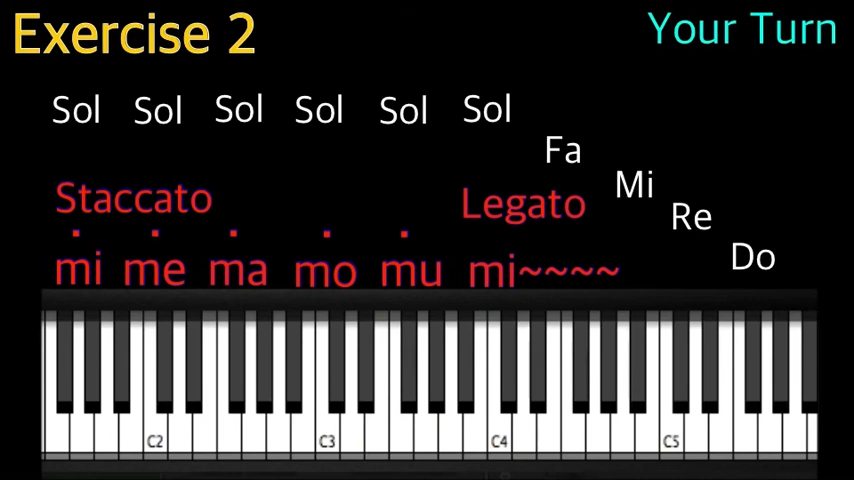 Exercise 2
Your Turn
Sol Sol Sol Sol Sol Sol
Fa
Mi
Re
Do
Staccato
Legato
mi me ma mo mu mi~~~~
C2 C3 C4 C5